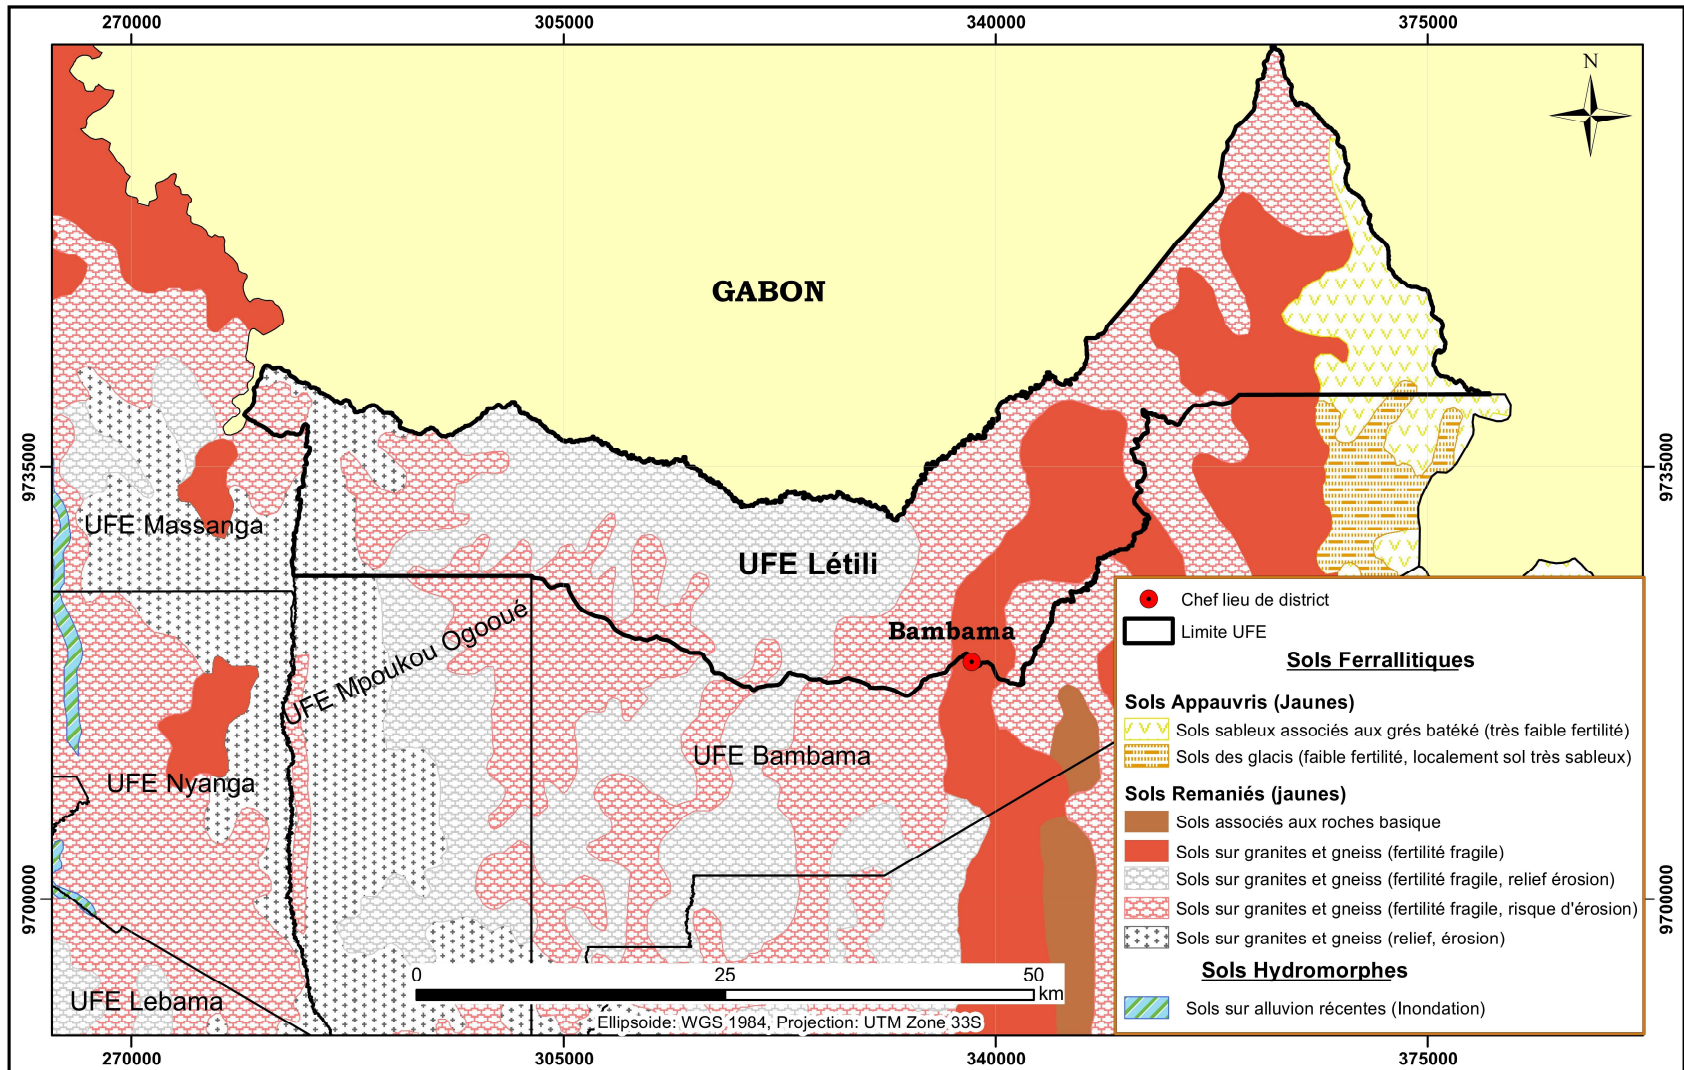 270000 305000 340000 375000
N
GABON
9735000 9735000
UFE Massanga
UFE Létili
UFE Mpoukou Ogooué
Bambama
UFE Bambama
UFE Nyanga
9700000 9700000
UFE Lebama
Chef lieu de district
Limite UFE
Sols Ferrallitiques
Sols Appauvris (Jaunes)
Sols sableux associés aux grés batéké (très faible fertilité)
Sols des glacis (faible fertilité, localement sol très sableux)
Sols Remaniés (jaunes)
Sols associés aux roches basique
Sols sur granites et gneiss (fertilité fragile)
Sols sur granites et gneiss (fertilité fragile, relief érosion)
Sols sur granites et gneiss (fertilité fragile, risque d'érosion)
Sols sur granites et gneiss (relief, érosion)
Sols Hydromorphes
Sols sur alluvion récentes (Inondation)
0 25 50
km
Ellipsoide: WGS 1984, Projection: UTM Zone 33S
270000 305000 340000 375000